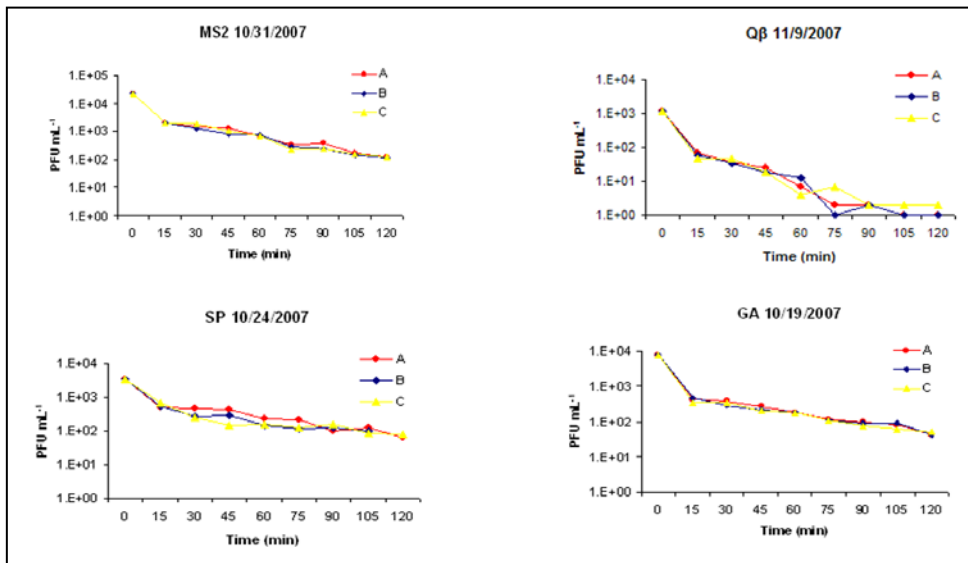 MS2 10/31/2007
1.E+05
1.E+04
1.E+03
1.E+02
1.E+01
1.E+00
PFU mL-1
0 15 30 45 60 75 90 105 120
Time (min)
A
B
C
Qβ 11/9/2007
1.E+04
1.E+03
1.E+02
1.E+01
1.E+00
PFU mL-1
0 15 30 45 60 75 90 105 120
Time (min)
A
B
C
SP 10/24/2007
1.E+04
1.E+03
1.E+02
1.E+01
1.E+00
PFU mL-1
0 15 30 45 60 75 90 105 120
Time (min)
A
B
C
GA 10/19/2007
1.E+04
1.E+03
1.E+02
1.E+01
1.E+00
PFU mL-1
0 15 30 45 60 75 90 105 120
Time (min)
A
B
C